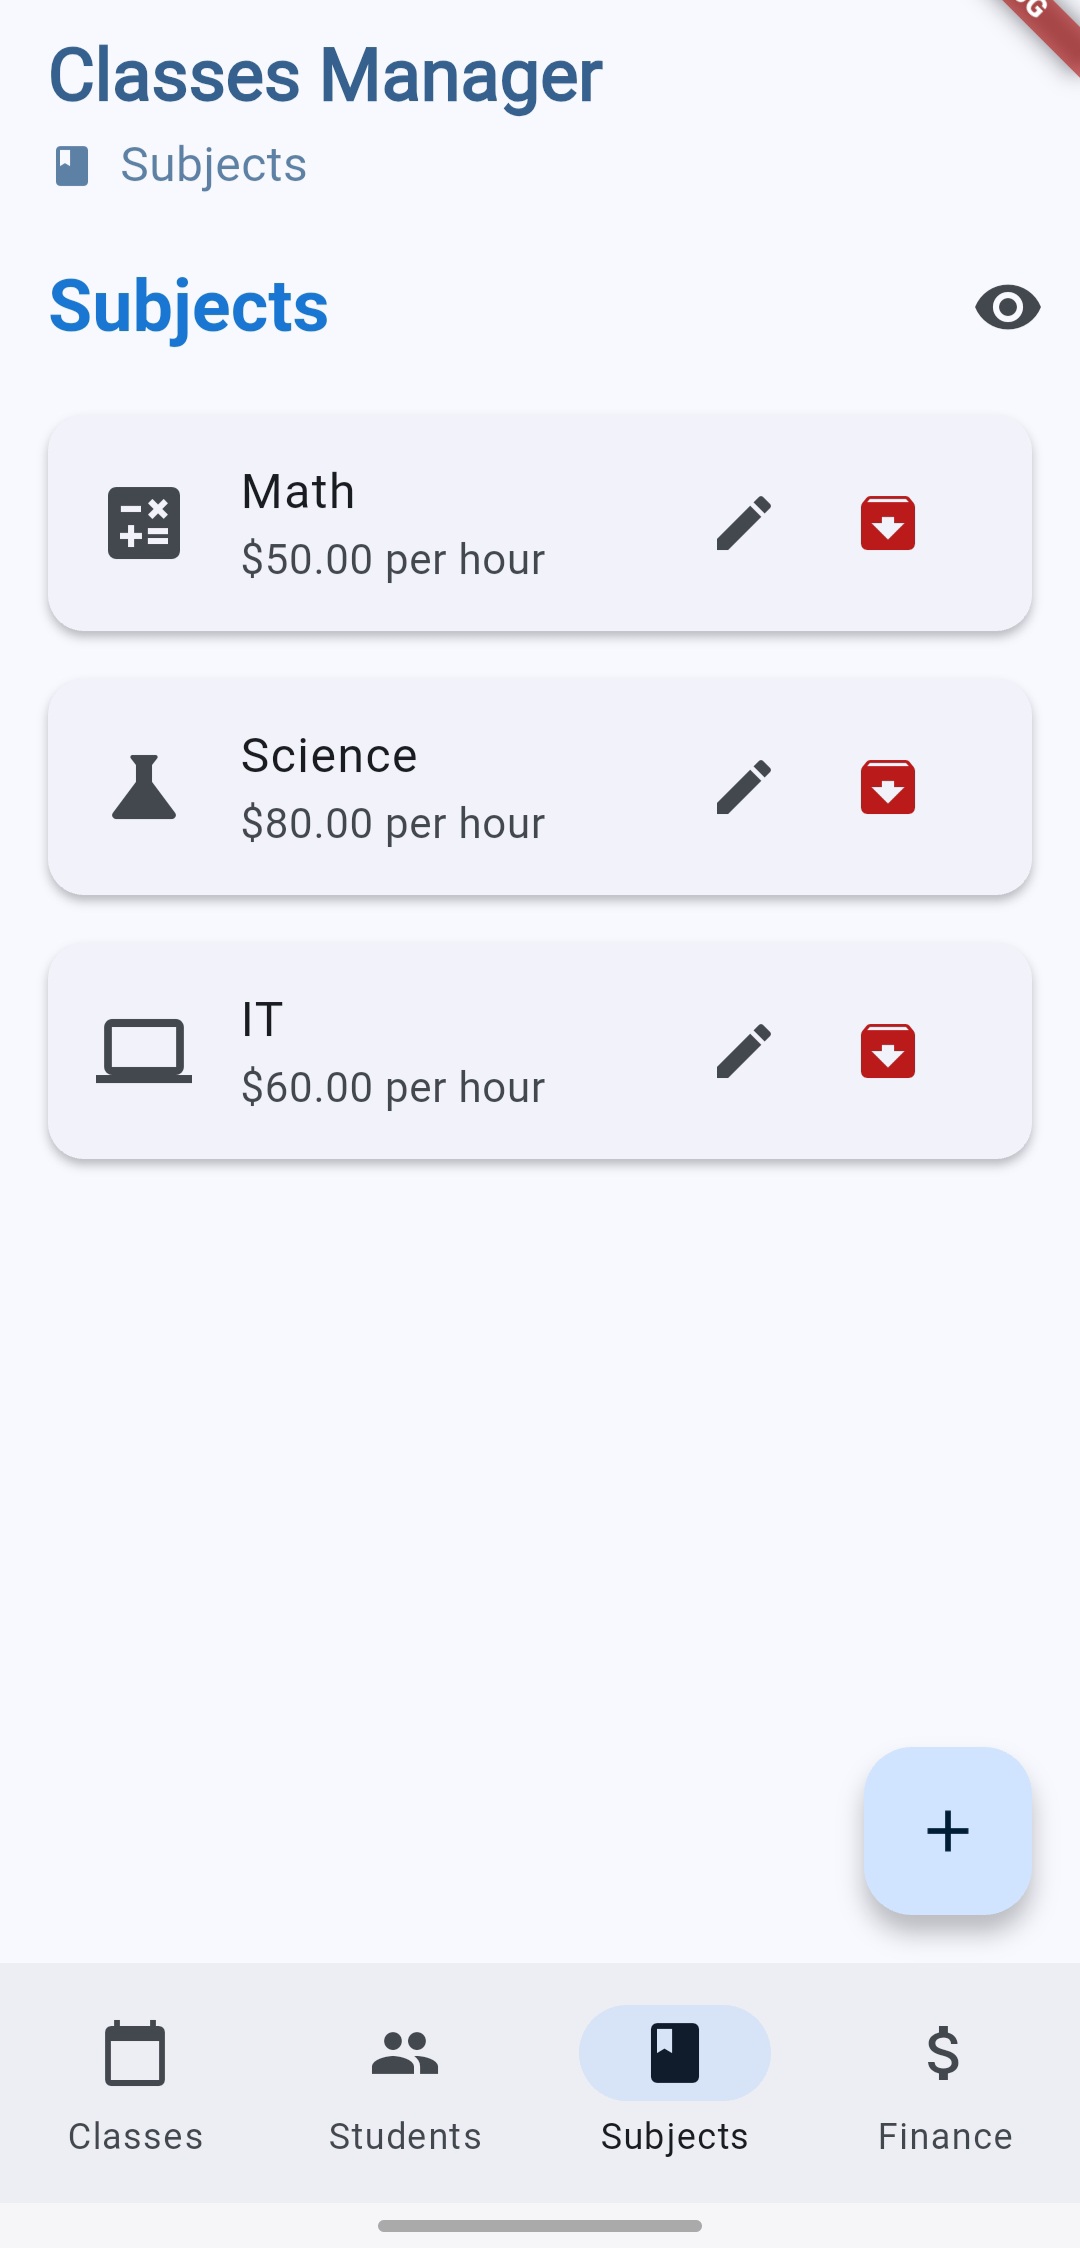 Classes Manager
Subjects
Subjects
Math
$50.00 per hour
Science
$80.00 per hour
IT
$60.00 per hour
Classes
Students
Subjects
Finance